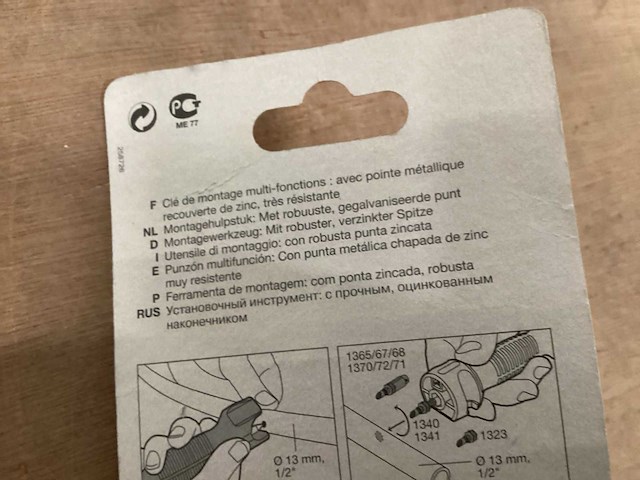 ME 77
F Clé de montage multi-fonctions : avec pointe métallique
recouverte de zinc, très résistante
NL Montagehulpstuk: Met robuuste, gegalvaniseerde punt
D Montagewerkzeug: Mit robuster, verzinkter Spitze
I Utensile di montaggio: con robusta punta zincata
E Punzón multifunción: Con punta metálica chapada de zinc
muy resistente
P Ferramenta de montagem: com ponta zincada, robusta
RUS Установочный инструмент: с прочным, оцинкованным
наконечником
Ø 13 mm,
1/2"
1365/67/68
1370/72/71
1340
1341
1323
Ø 13 mm,
1/2"